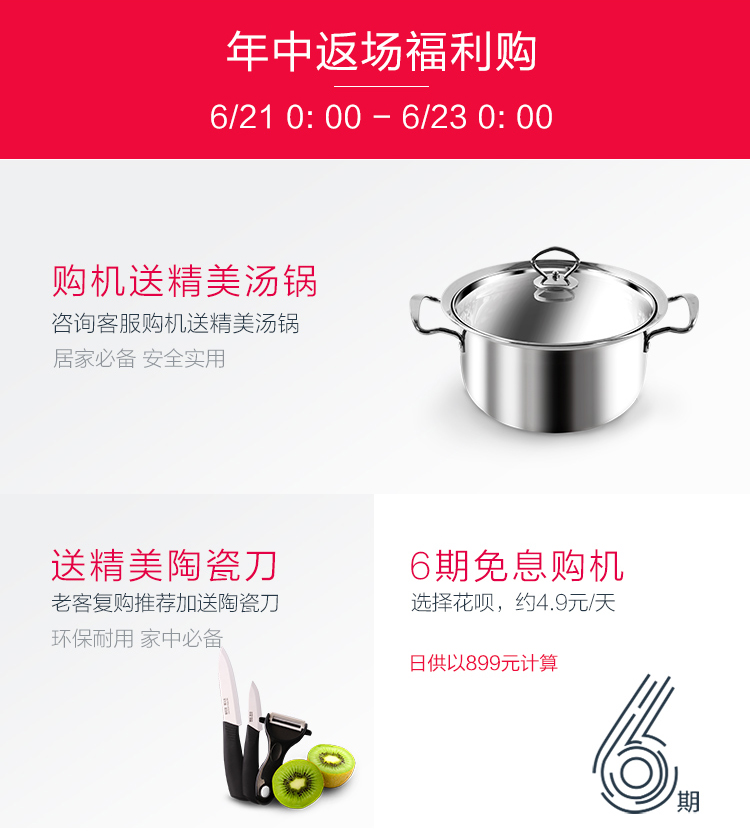 年中返场福利购
6/21 0: 00 – 6/23 0: 00
购机送精美汤锅
咨询客服购机送精美汤锅
居家必备 安全实用
送精美陶瓷刀
老客复购推荐加送陶瓷刀
环保耐用 家中必备
6期免息购机
选择花呗，约4.9元/天
日供以899元计算
6期